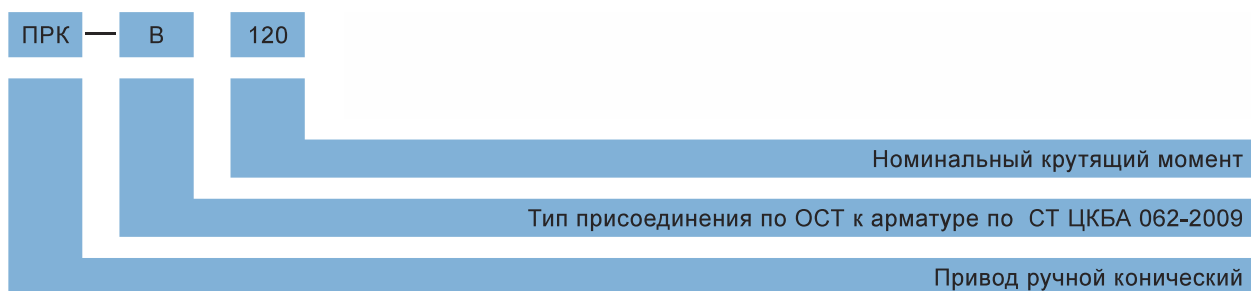 ПРК — В 120
Номинальный крутящий момент
Тип присоединения по ОСТ к арматуре по СТ ЦКБА 062-2009
Привод ручной конический